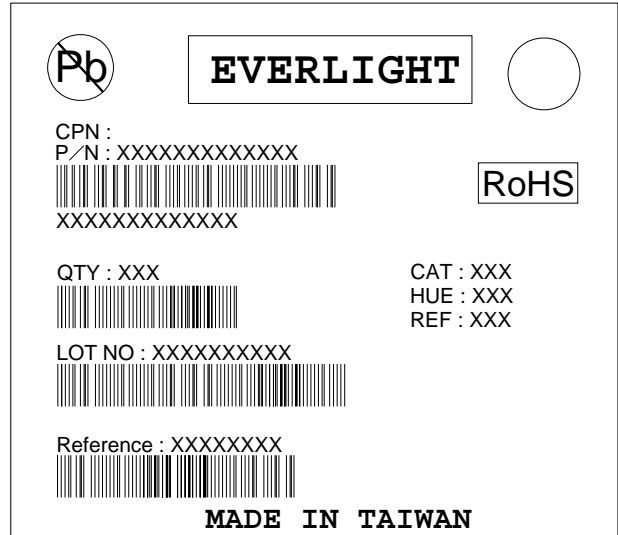 Pb
EVERLIGHT
CPN :
P/N : XXXXXXXXXXXXX
RoHS
XXXXXXXXXXXXX
QTY : XXX
CAT : XXX
HUE : XXX
REF : XXX
LOT NO : XXXXXXXXXX
Reference : XXXXXXXX
MADE IN TAIWAN